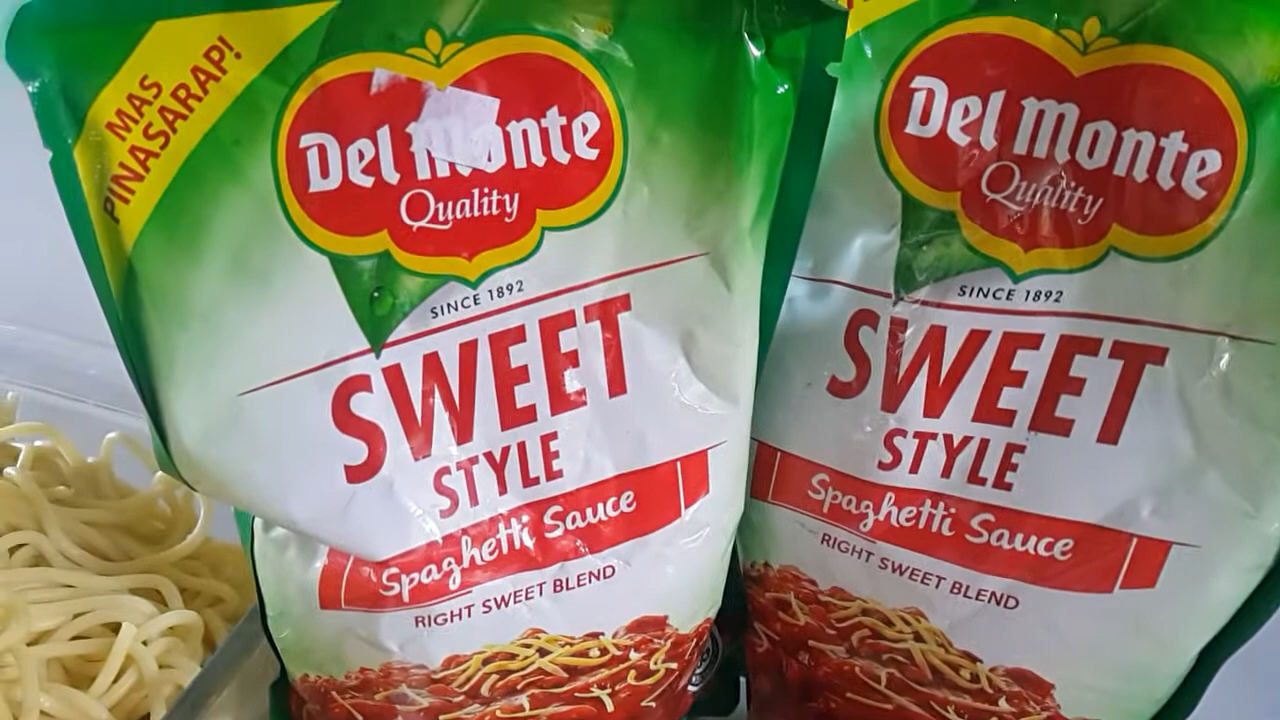 MAS
PINASARAP!
Del Monte
Quality
SINCE 1892
SWEET
STYLE
Spaghetti Sauce
RIGHT SWEET BLEND
Del Monte
Quality
SINCE 1892
SWEET
STYLE
Spaghetti Sauce
RIGHT SWEET BLEND